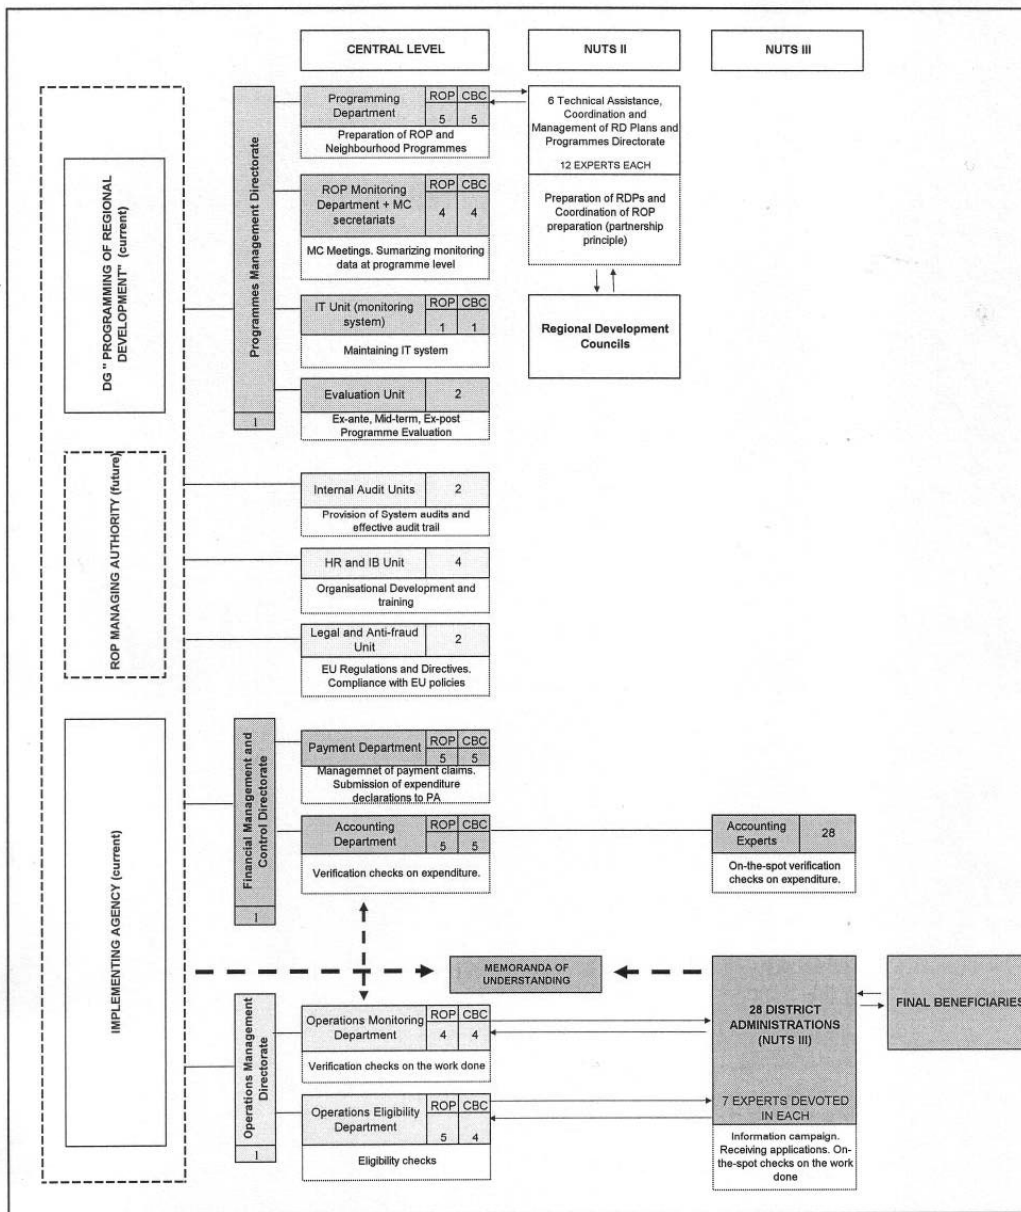 CENTRAL LEVEL
NUTS II
NUTS III
DG " PROGRAMMING OF REGIONAL
DEVELOPMENT" (current)
ROP MANAGING AUTHORITY (future)
IMPLEMENTING AGENCY (current)
Programmes Management Directorate
1
Programming
Department
ROP CBC
5 5
Preparation of ROP and
Neighbourhood Programmes
ROP Monitoring
Department + MC
secretariats
ROP CBC
4 4
MC Meetings. Sumarizing monitoring
data at programme level
IT Unit (monitoring
system)
ROP CBC
1 1
Maintaining IT system
Evaluation Unit
2
Ex-ante, Mid-term, Ex-post
Programme Evaluation
6 Technical Assistance,
Coordination and
Management of RD Plans and
Programmes Directorate
12 EXPERTS EACH
Preparation of RDPs and
Coordination of ROP
preparation (partnership
principle)
Regional Development
Councils
Internal Audit Units
2
Provision of System audits and
effective audit trail
HR and IB Unit
4
Organisational Development and
training
Legal and Anti-fraud
Unit
2
EU Regulations and Directives.
Compliance with EU policies
Financial Management and
Control Directorate
1
Payment Department
ROP CBC
5 5
Managemnet of payment claims.
Submission of expenditure
declarations to PA
Accounting
Department
ROP CBC
5 5
Verification checks on expenditure.
Accounting
Experts
28
On-the-spot verification
checks on expenditure.
MEMORANDA OF
UNDERSTANDING
Operations Management
Directorate
1
Operations Monitoring
Department
ROP CBC
4 4
Verification checks on the work done
Operations Eligibility
Department
ROP CBC
5 4
Eligibility checks
28 DISTRICT
ADMINISTRATIONS
(NUTS III)
7 EXPERTS DEVOTED
IN EACH
Information campaign.
Receiving applications. On-
the-spot checks on the work
done
FINAL BENEFICIARIES